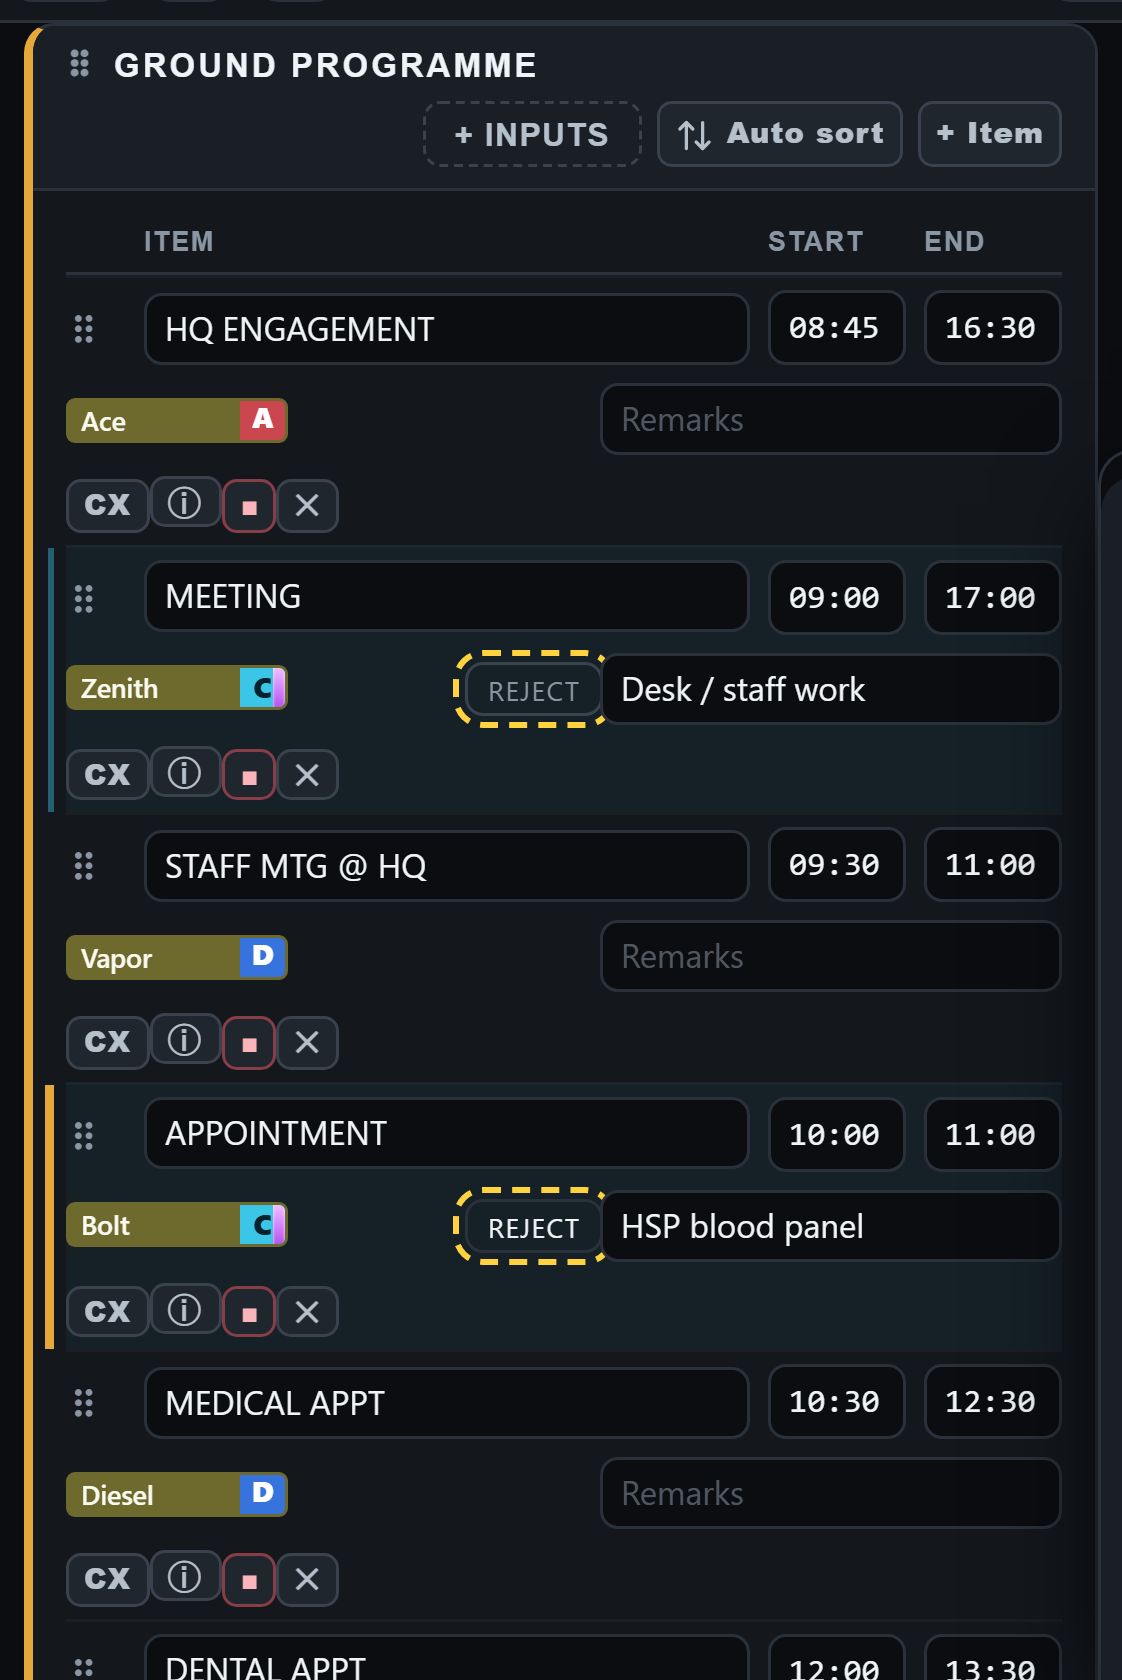 GROUND PROGRAMME
+ INPUTS
Auto sort
+ Item
ITEM START END
HQ ENGAGEMENT 08:45 16:30
Ace A Remarks
CX
MEETING 09:00 17:00
Zenith C REJECT Desk / staff work
CX
STAFF MTG @ HQ 09:30 11:00
Vapor D Remarks
CX
APPOINTMENT 10:00 11:00
Bolt C REJECT HSP blood panel
CX
MEDICAL APPT 10:30 12:30
Diesel D Remarks
CX
DENTAL APPT 12:00 13:30